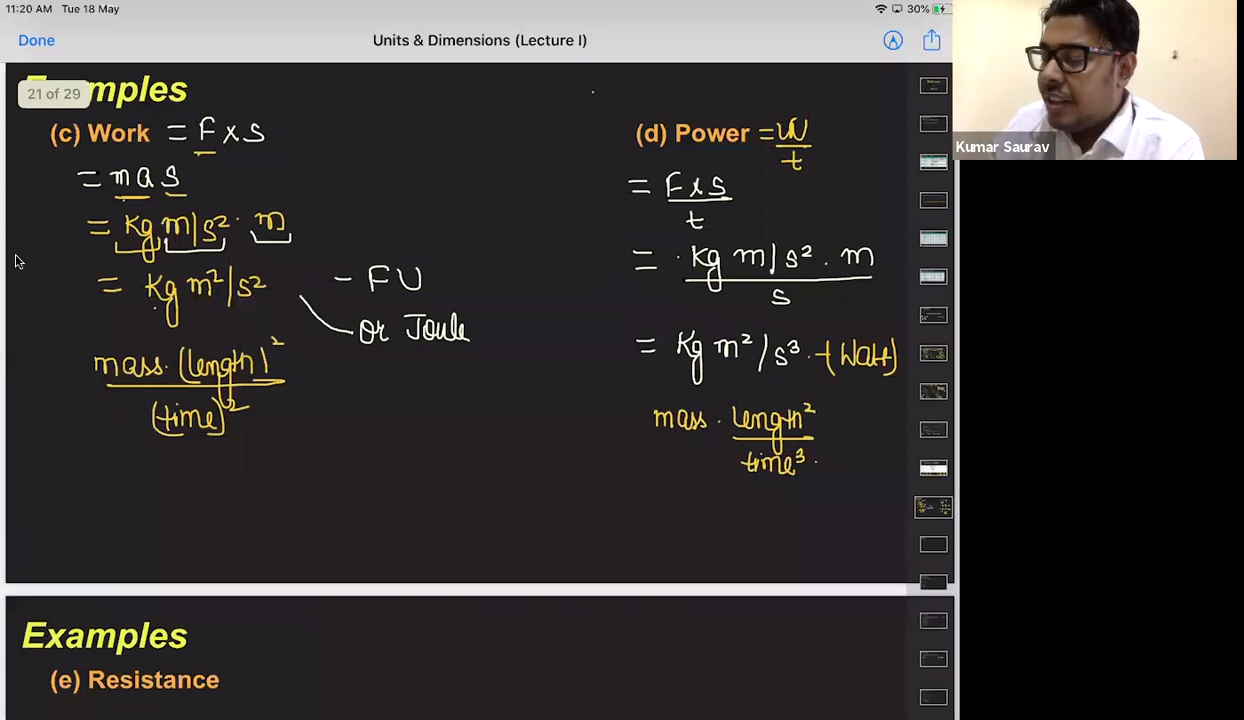 11:20 AM Tue 18 May
30%
Done
Units & Dimensions (Lecture I)
21 of 29
Examples
(c) Work = F x S
= m a S
= Kg m/s² · m
= Kg m²/s²
- FU
or Joule
mass · (length)²
(time)²
(d) Power = W
t
= F x S
t
= Kg m/s² · m
s
= Kg m²/s³ · (Watt)
mass · length²
time³
Kumar Saurav
Examples
(e) Resistance